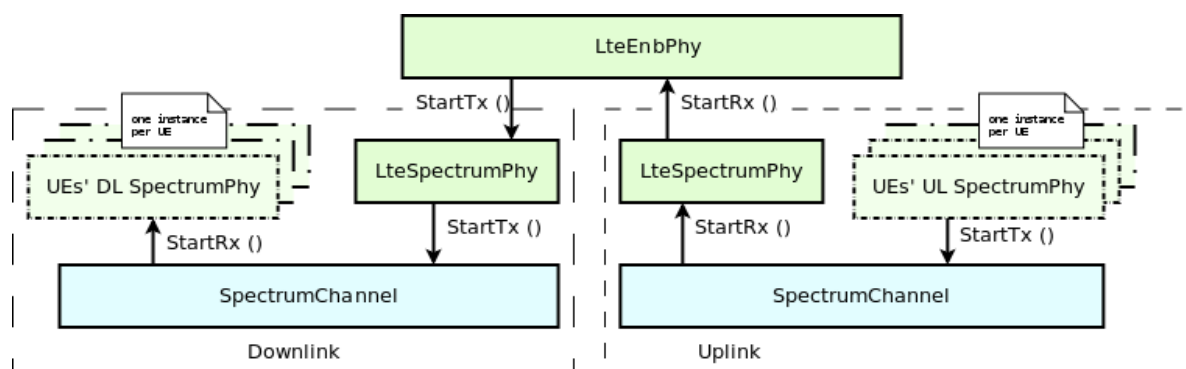 LteEnbPhy
StartTx ()
StartRx ()
one instance
per UE
one instance
per UE
UEs' DL SpectrumPhy
LteSpectrumPhy
LteSpectrumPhy
UEs' UL SpectrumPhy
StartRx ()
StartTx ()
StartRx ()
StartTx ()
SpectrumChannel
SpectrumChannel
Downlink
Uplink